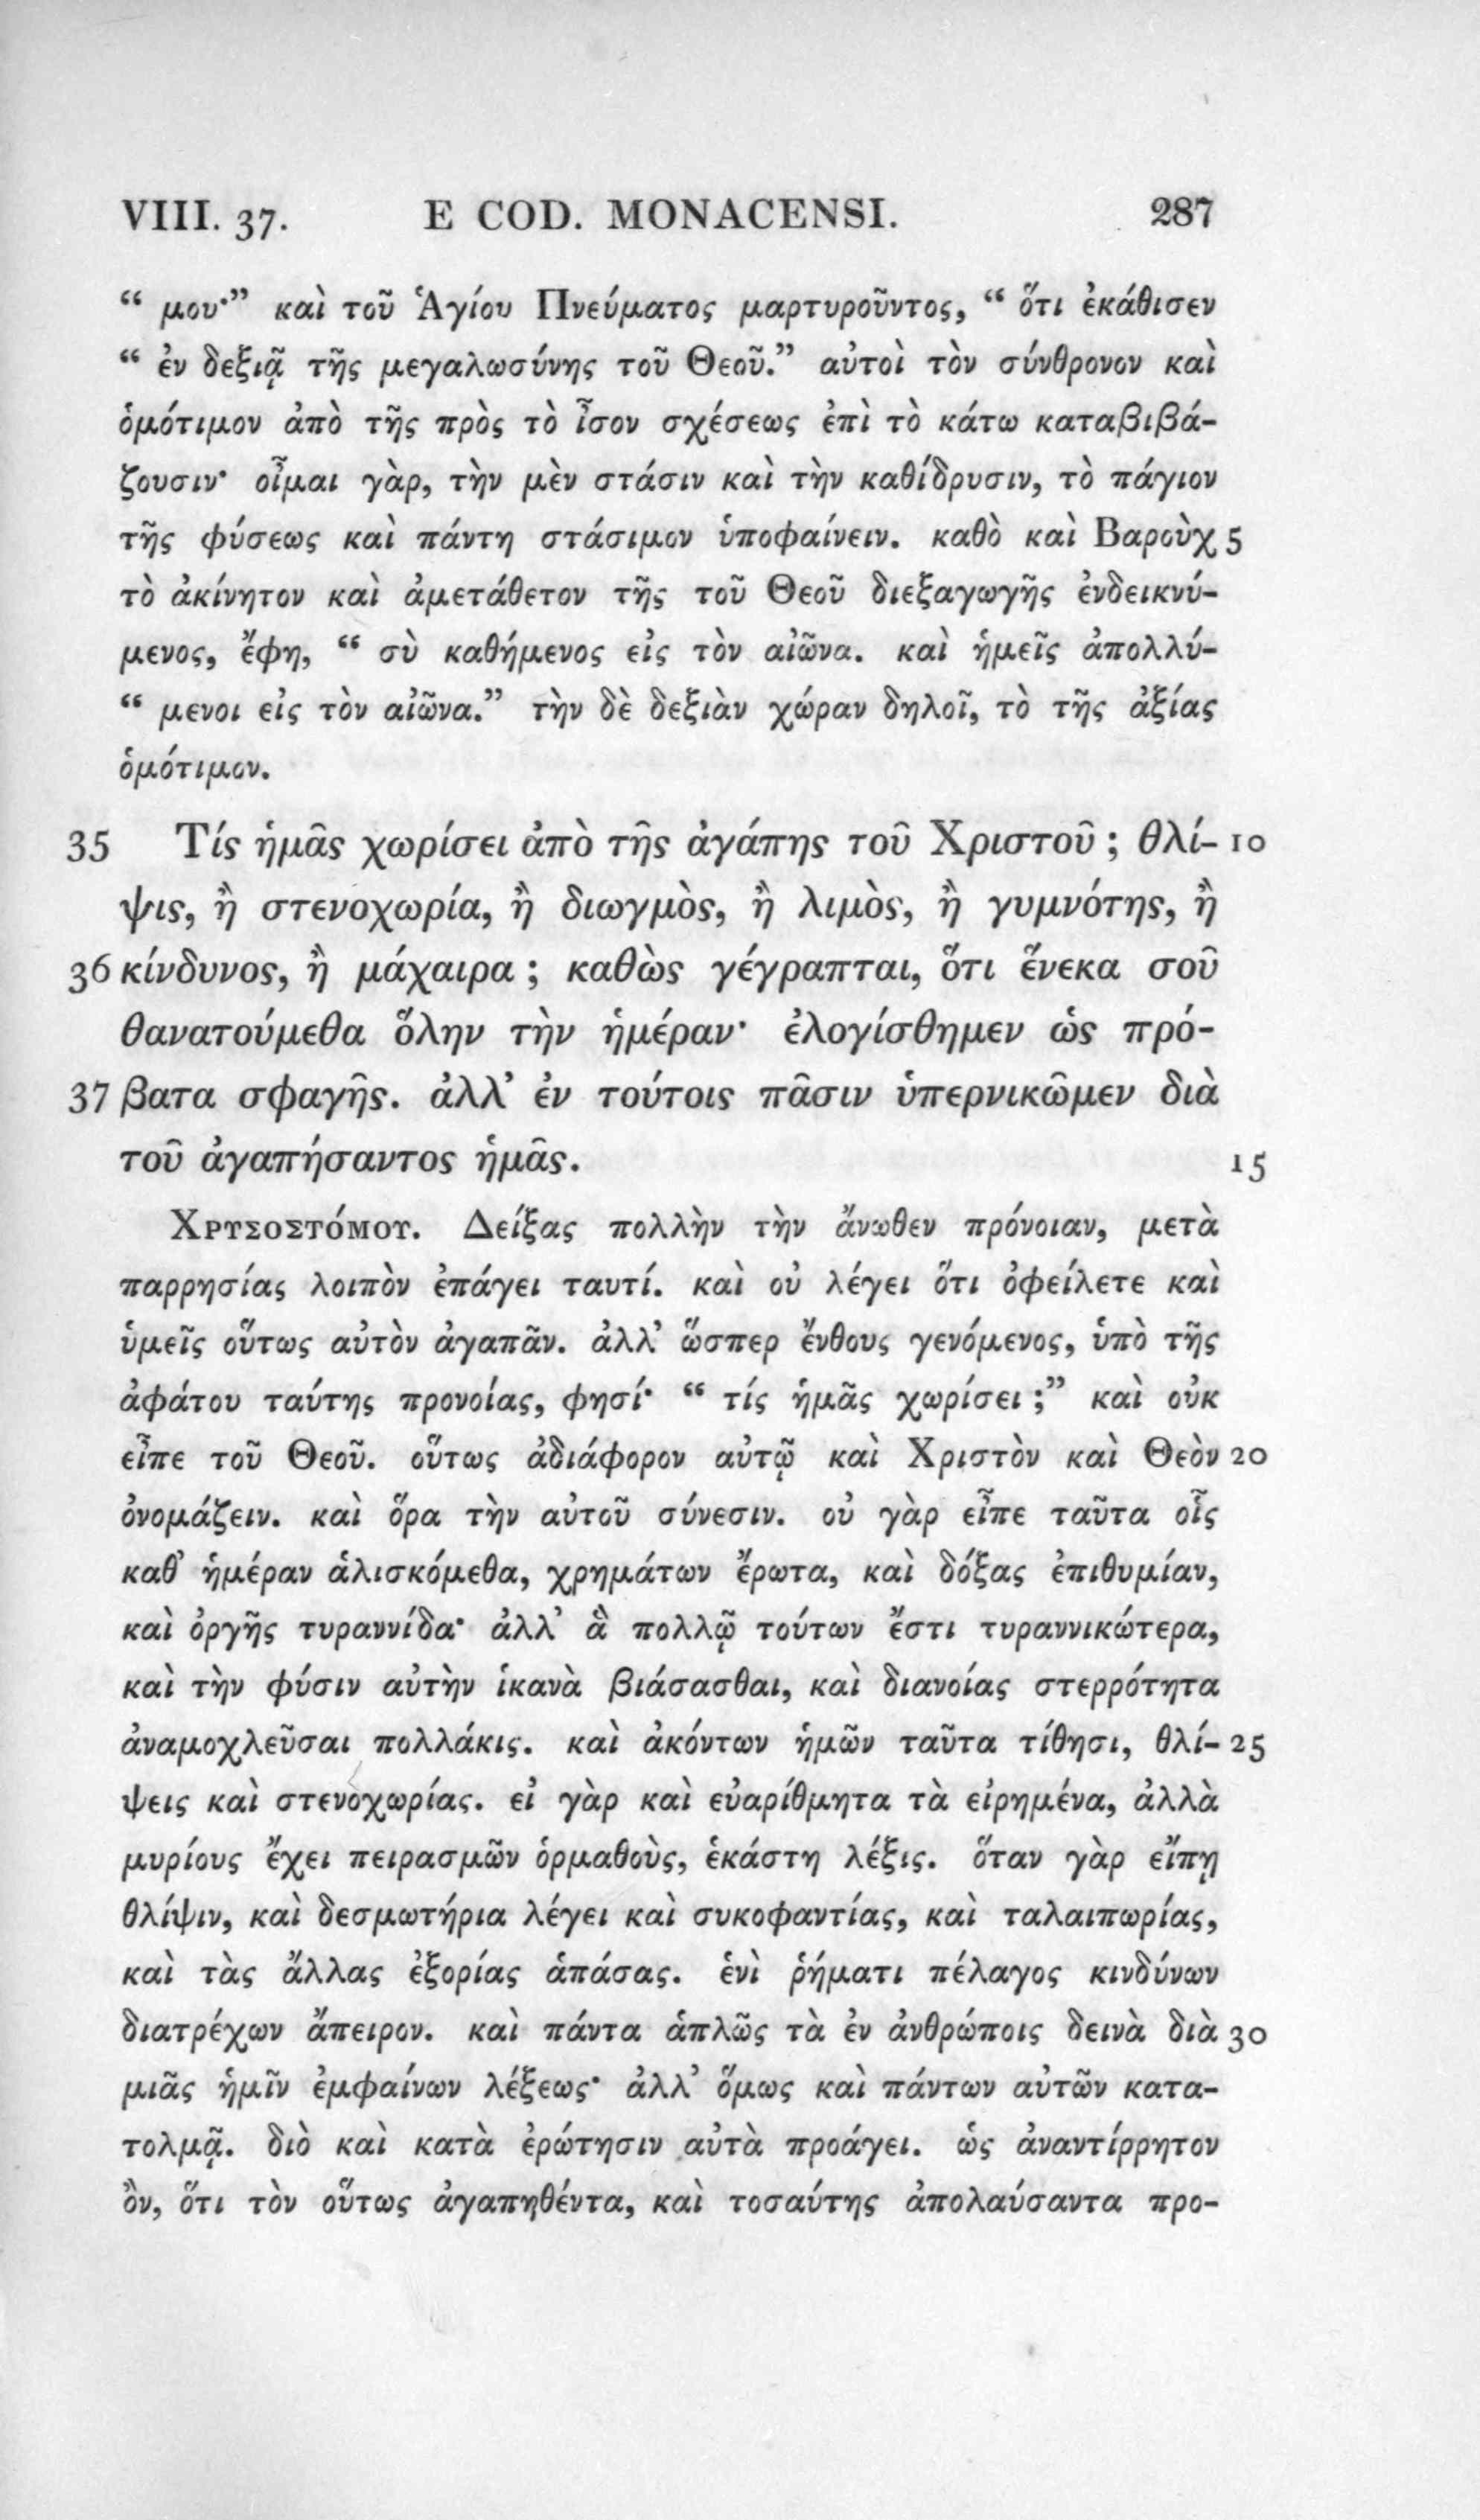 VIII. 37. E COD. MONACENSI. 287
“ μου·” καὶ τοῦ Ἁγίου Πνεύματος μαρτυροῦντος, “ ὅτι ἐκάθισεν
“ ἐν δεξιᾷ τῆς μεγαλωσύνης τοῦ Θεοῦ.” αὐτοὶ τὸν σύνθρονον καὶ
ὁμότιμον ἀπὸ τῆς πρὸς τὸ ἶσον σχέσεως ἐπὶ τὸ κάτω καταβιβά-
ζουσιν· οἶμαι γὰρ, τὴν μὲν στάσιν καὶ τὴν καθίδρυσιν, τὸ πάγιον
τῆς φύσεως καὶ πάντη στάσιμον ὑποφαίνειν. καθὸ καὶ Βαροὺχ 5
τὸ ἀκίνητον καὶ ἀμετάθετον τῆς τοῦ Θεοῦ διεξαγωγῆς ἐνδεικνύ-
μενος, ἔφη, “ σὺ καθήμενος εἰς τὸν αἰῶνα. καὶ ἡμεῖς ἀπολλύ-
“ μενοι εἰς τὸν αἰῶνα.” τὴν δὲ δεξιὰν χώραν δηλοῖ, τὸ τῆς ἀξίας
ὁμότιμον.
35 Τίς ἡμᾶς χωρίσει ἀπὸ τῆς ἀγάπης τοῦ Χριστοῦ ; θλί- 10
ψις, ἢ στενοχωρία, ἢ διωγμὸς, ἢ λιμὸς, ἢ γυμνότης, ἢ
36 κίνδυνος, ἢ μάχαιρα ; καθὼς γέγραπται, ὅτι ἕνεκα σοῦ
θανατούμεθα ὅλην τὴν ἡμέραν· ἐλογίσθημεν ὡς πρό-
37 βατα σφαγῆς. ἀλλ’ ἐν τούτοις πᾶσιν ὑπερνικῶμεν διὰ
τοῦ ἀγαπήσαντος ἡμᾶς. 15
Χρυσοστόμου. Δείξας πολλὴν τὴν ἄνωθεν πρόνοιαν, μετὰ
παρρησίας λοιπὸν ἐπάγει ταυτί. καὶ οὐ λέγει ὅτι ὀφείλετε καὶ
ὑμεῖς οὕτως αὐτὸν ἀγαπᾶν. ἀλλ’ ὥσπερ ἔνθους γενόμενος, ὑπὸ τῆς
ἀφάτου ταύτης προνοίας, φησί· “ τίς ἡμᾶς χωρίσει ;” καὶ οὐκ
εἶπε τοῦ Θεοῦ. οὕτως ἀδιάφορον αὐτῷ καὶ Χριστὸν καὶ Θεὸν 20
ὀνομάζειν. καὶ ὅρα τὴν αὐτοῦ σύνεσιν. οὐ γὰρ εἶπε ταῦτα οἷς
καθ’ ἡμέραν ἁλισκόμεθα, χρημάτων ἔρωτα, καὶ δόξας ἐπιθυμίαν,
καὶ ὀργῆς τυραννίδα· ἀλλ’ ἃ πολλῷ τούτων ἔστι τυραννικώτερα,
καὶ τὴν φύσιν αὐτὴν ἱκανὰ βιάσασθαι, καὶ διανοίας στερρότητα
ἀναμοχλεῦσαι πολλάκις. καὶ ἀκόντων ἡμῶν ταῦτα τίθησι, θλί- 25
ψεις καὶ στενοχωρίας. εἰ γὰρ καὶ εὐαρίθμητα τὰ εἰρημένα, ἀλλὰ
μυρίους ἔχει πειρασμῶν ὁρμαθοὺς, ἑκάστη λέξις. ὅταν γὰρ εἴπῃ
θλίψιν, καὶ δεσμωτήρια λέγει καὶ συκοφαντίας, καὶ ταλαιπωρίας,
καὶ τὰς ἄλλας ἐξορίας ἁπάσας. ἑνὶ ῥήματι πέλαγος κινδύνων
διατρέχων ἄπειρον. καὶ πάντα ἁπλῶς τὰ ἐν ἀνθρώποις δεινὰ διὰ 30
μιᾶς ἡμῖν ἐμφαίνων λέξεως· ἀλλ’ ὅμως καὶ πάντων αὐτῶν κατα-
τολμᾷ. διὸ καὶ κατὰ ἐρώτησιν αὐτὰ προάγει. ὡς ἀναντίρρητον
ὂν, ὅτι τὸν οὕτως ἀγαπηθέντα, καὶ τοσαύτης ἀπολαύσαντα προ-